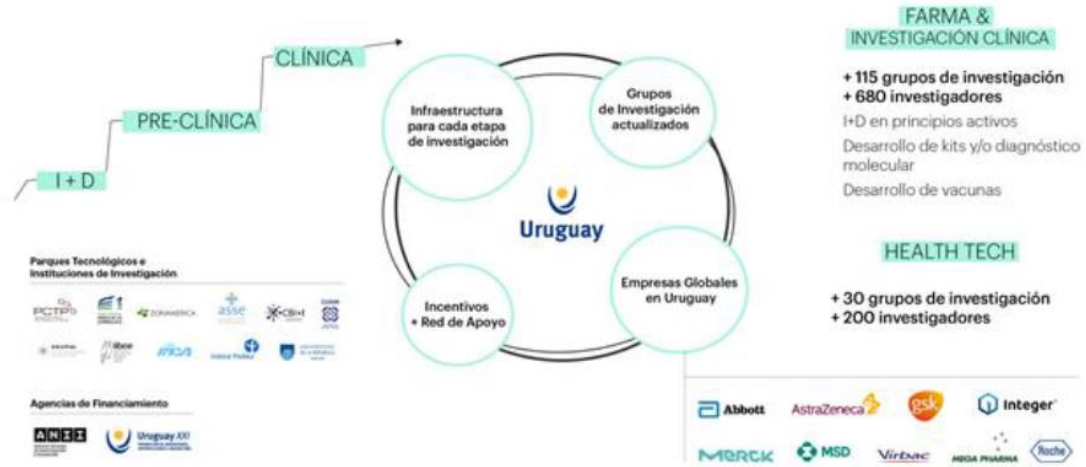 CLÍNICA
PRE-CLÍNICA
I + D
Infraestructura
para cada etapa
de investigación
Grupos
de Investigación
actualizados
Uruguay
Incentivos
+ Red de Apoyo
Empresas Globales
en Uruguay
FARMA &
INVESTIGACIÓN CLÍNICA
+ 115 grupos de investigación
+ 680 investigadores
I+D en principios activos
Desarrollo de kits y/o diagnóstico
molecular
Desarrollo de vacunas
HEALTH TECH
+ 30 grupos de investigación
+ 200 investigadores
Parques Tecnológicos e
Instituciones de Investigación
PCTP
ZONAMERICA
asse
CBI+I
iibce
Institut Pasteur
Agencias de Financiamiento
ANII
Uruguay XXI
Abbott
AstraZeneca
gsk
Integer
MERCK
MSD
Virbac
MEGA PHARMA
Roche